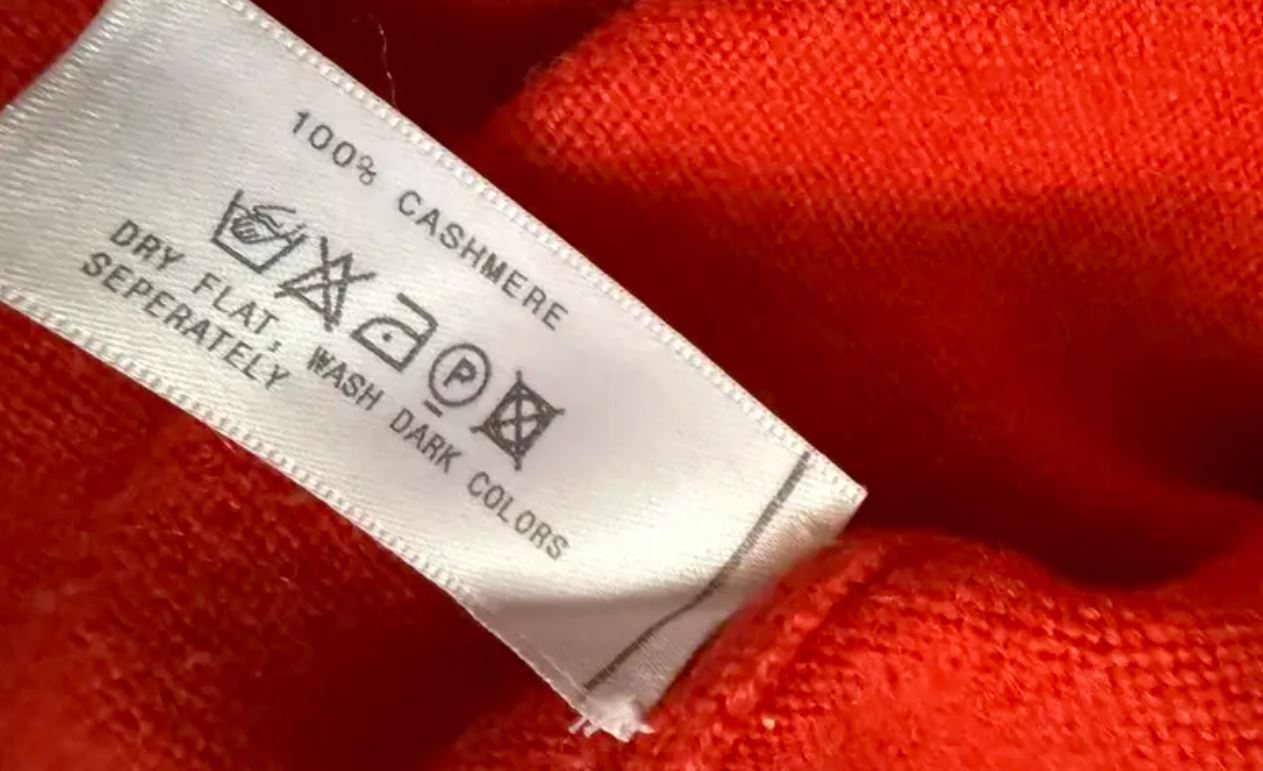 100% CASHMERE
P
DRY FLAT, WASH DARK COLORS
SEPERATELY